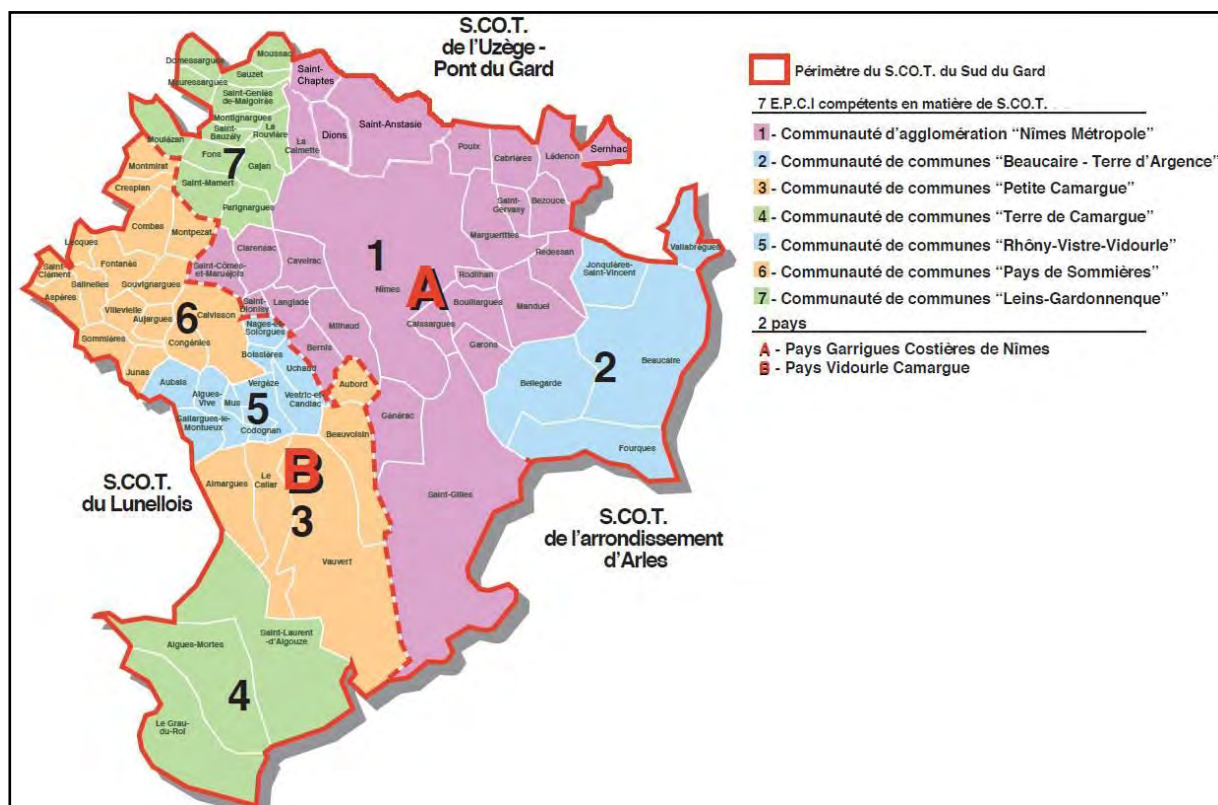 S.CO.T.
de l'Uzège -
Pont du Gard
Domessargues
Moussac
Mauressargues
Sauzet
Saint-Geniès
de-Malgoirès
Montignargues
Saint-
Bauzély
La
Rouvière
Moulézan
Fons
Gajan
7
Saint-Mamert
Parignargues
Saint-
Chaptes
Dions
La
Calmette
Saint-Anastasie
Poulx
Cabrières
Lédenon
Sernhac
Saint-
Gervasy
Bezouce
Marguerittes
Redessan
Clarensac
Caveirac
Saint-Cômes-
et-Maruéjols
1
A
Nîmes
Rodilhan
Bouillargues
Manduel
Caissargues
Garons
Saint-
Dionisy
Langlade
Milhaud
Bernis
Générac
Saint-Gilles
Montmirat
Crespian
Combas
Montpezat
Lecques
Fontanès
Saint-
Clément
Salinelles
Souvignargues
Aspères
Villevielle
Aujargues
6
Calvisson
Sommières
Congénies
Junas
Nages-et-
Solorgues
Boissières
Uchaud
Aubais
Vergèze
Aigues-
Vive
Mus
5
Vestric-et-
Candiac
Gallargues-le-
Montueux
Codognan
Aubord
Beauvoisin
B
Aimargues
Le
Cailar
3
Vauvert
Jonquières-
Saint-Vincent
Vallabrègues
2
Beaucaire
Bellegarde
Fourques
S.CO.T.
du Lunellois
S.CO.T.
de l'arrondissement
d'Arles
Saint-Laurent
-d'Aigouze
Aigues-Mortes
4
Le Grau-
du-Roi
Périmètre du S.CO.T. du Sud du Gard
7 E.P.C.I compétents en matière de S.CO.T.
1 - Communauté d'agglomération "Nîmes Métropole"
2 - Communauté de communes "Beaucaire - Terre d'Argence"
3 - Communauté de communes "Petite Camargue"
4 - Communauté de communes "Terre de Camargue"
5 - Communauté de communes "Rhôny-Vistre-Vidourle"
6 - Communauté de communes "Pays de Sommières"
7 - Communauté de communes "Leins-Gardonnenque"
2 pays
A - Pays Garrigues Costières de Nîmes
B - Pays Vidourle Camargue